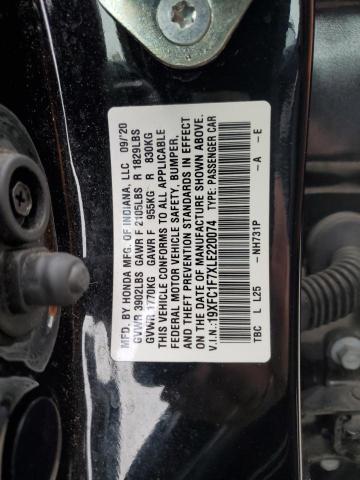 MFD. BY HONDA MFG. OF INDIANA, LLC 09/'20
GVWR 3902LBS GAWR F 2105LBS R 1829LBS
GVWR 1770KG GAWR F 955KG R 830KG
THIS VEHICLE CONFORMS TO ALL APPLICABLE
FEDERAL MOTOR VEHICLE SAFETY, BUMPER,
AND THEFT PREVENTION STANDARDS IN EFFECT
ON THE DATE OF MANUFACTURE SHOWN ABOVE.
V.I.N.: 19XFC1F7XLE220074 TYPE: PASSENGER CAR
TBC L L25 -NH731P -A -E